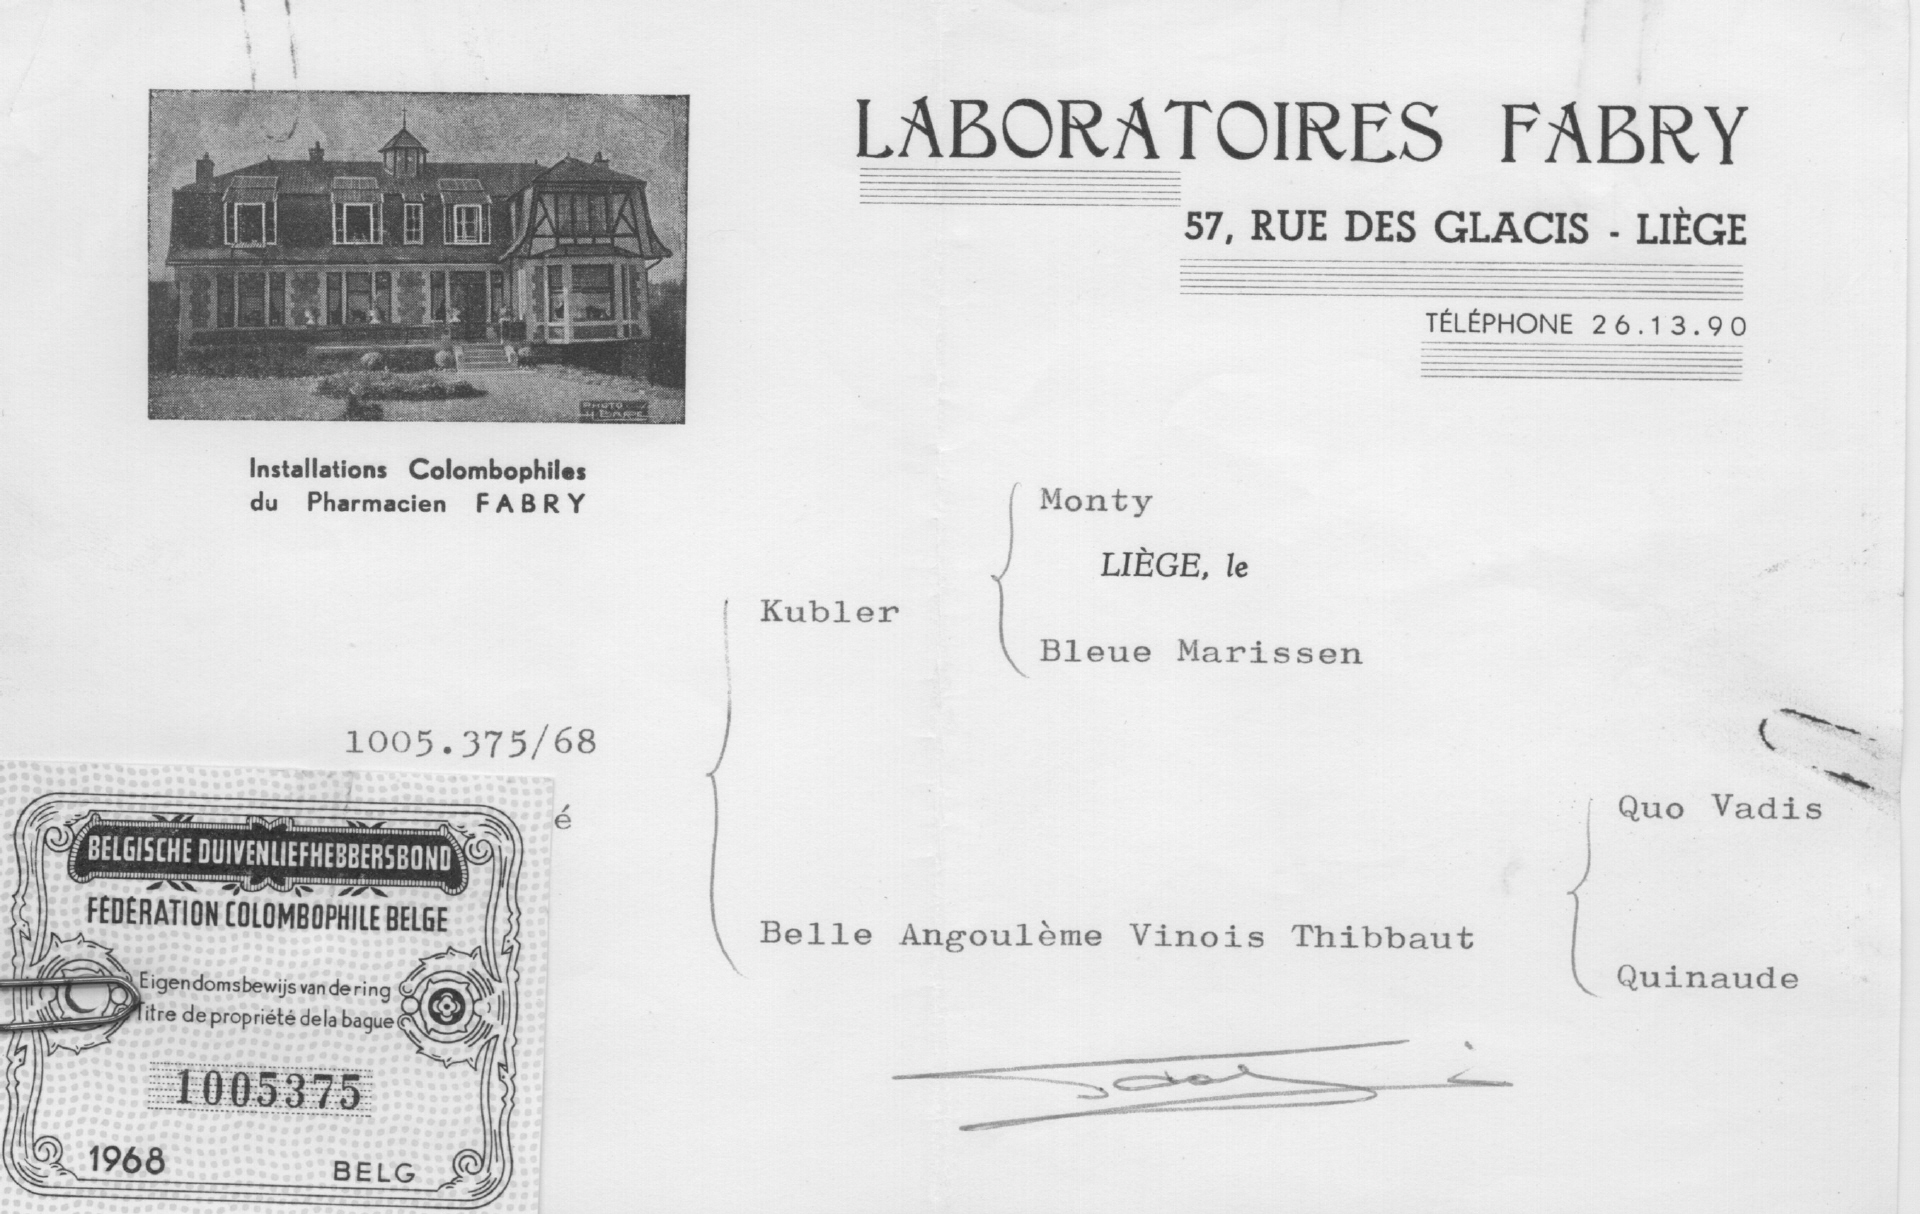 LABORATOIRES FABRY
57, RUE DES GLACIS - LIÈGE
TÉLÉPHONE 26.13.90
PHOTO
Installations Colombophiles
du Pharmacien FABRY
Monty
LIÈGE, le
Kubler
Bleue Marissen
1005.375/68
é
Quo Vadis
Belle Angoulème Vinois Thibbaut
Quinaude
BELGISCHE DUIVENLIEFHEBBERSBOND
FÉDÉRATION COLOMBOPHILE BELGE
Eigendomsbewijs van de ring
Titre de propriété de la bague
1005375
1968 BELG